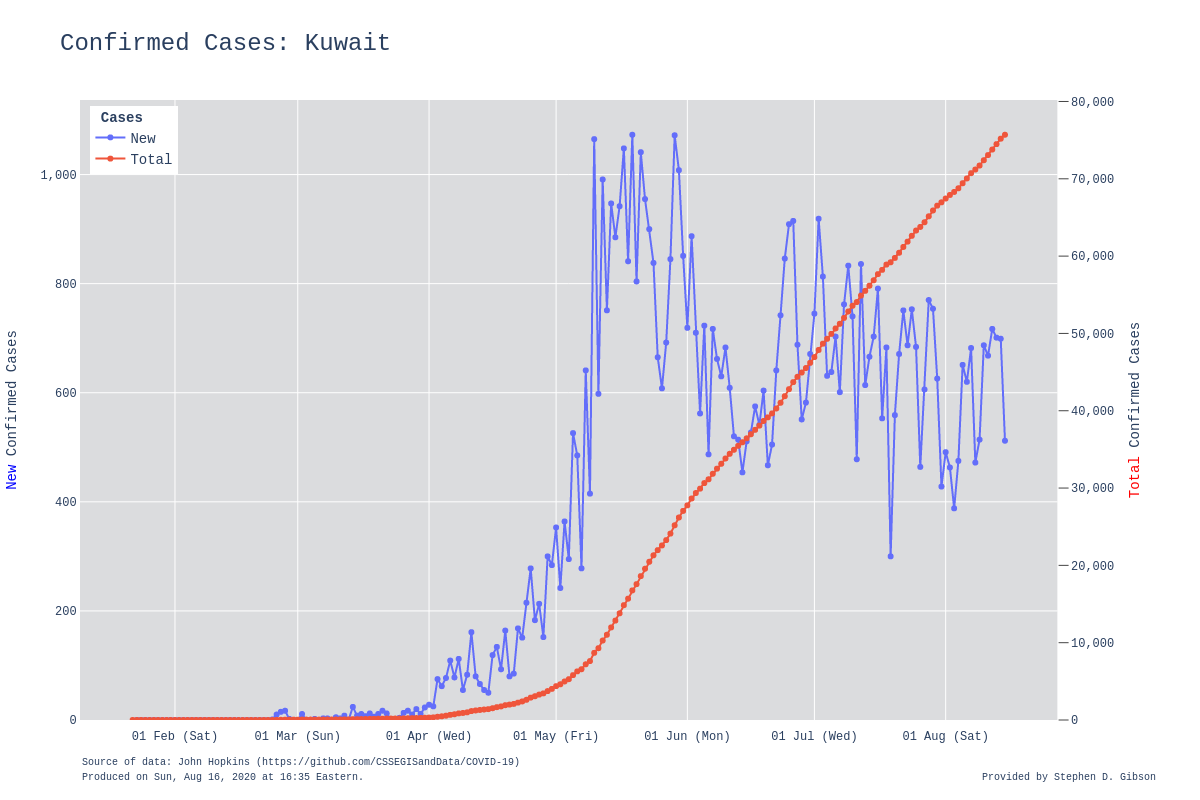 Confirmed Cases: Kuwait
Cases
New
Total
1,000
800
600
400
200
0
New Confirmed Cases
80,000
70,000
60,000
50,000
40,000
30,000
20,000
10,000
0
Total Confirmed Cases
01 Feb (Sat)
01 Mar (Sun)
01 Apr (Wed)
01 May (Fri)
01 Jun (Mon)
01 Jul (Wed)
01 Aug (Sat)
Source of data: John Hopkins (https://github.com/CSSEGISandData/COVID-19)
Produced on Sun, Aug 16, 2020 at 16:35 Eastern.
Provided by Stephen D. Gibson